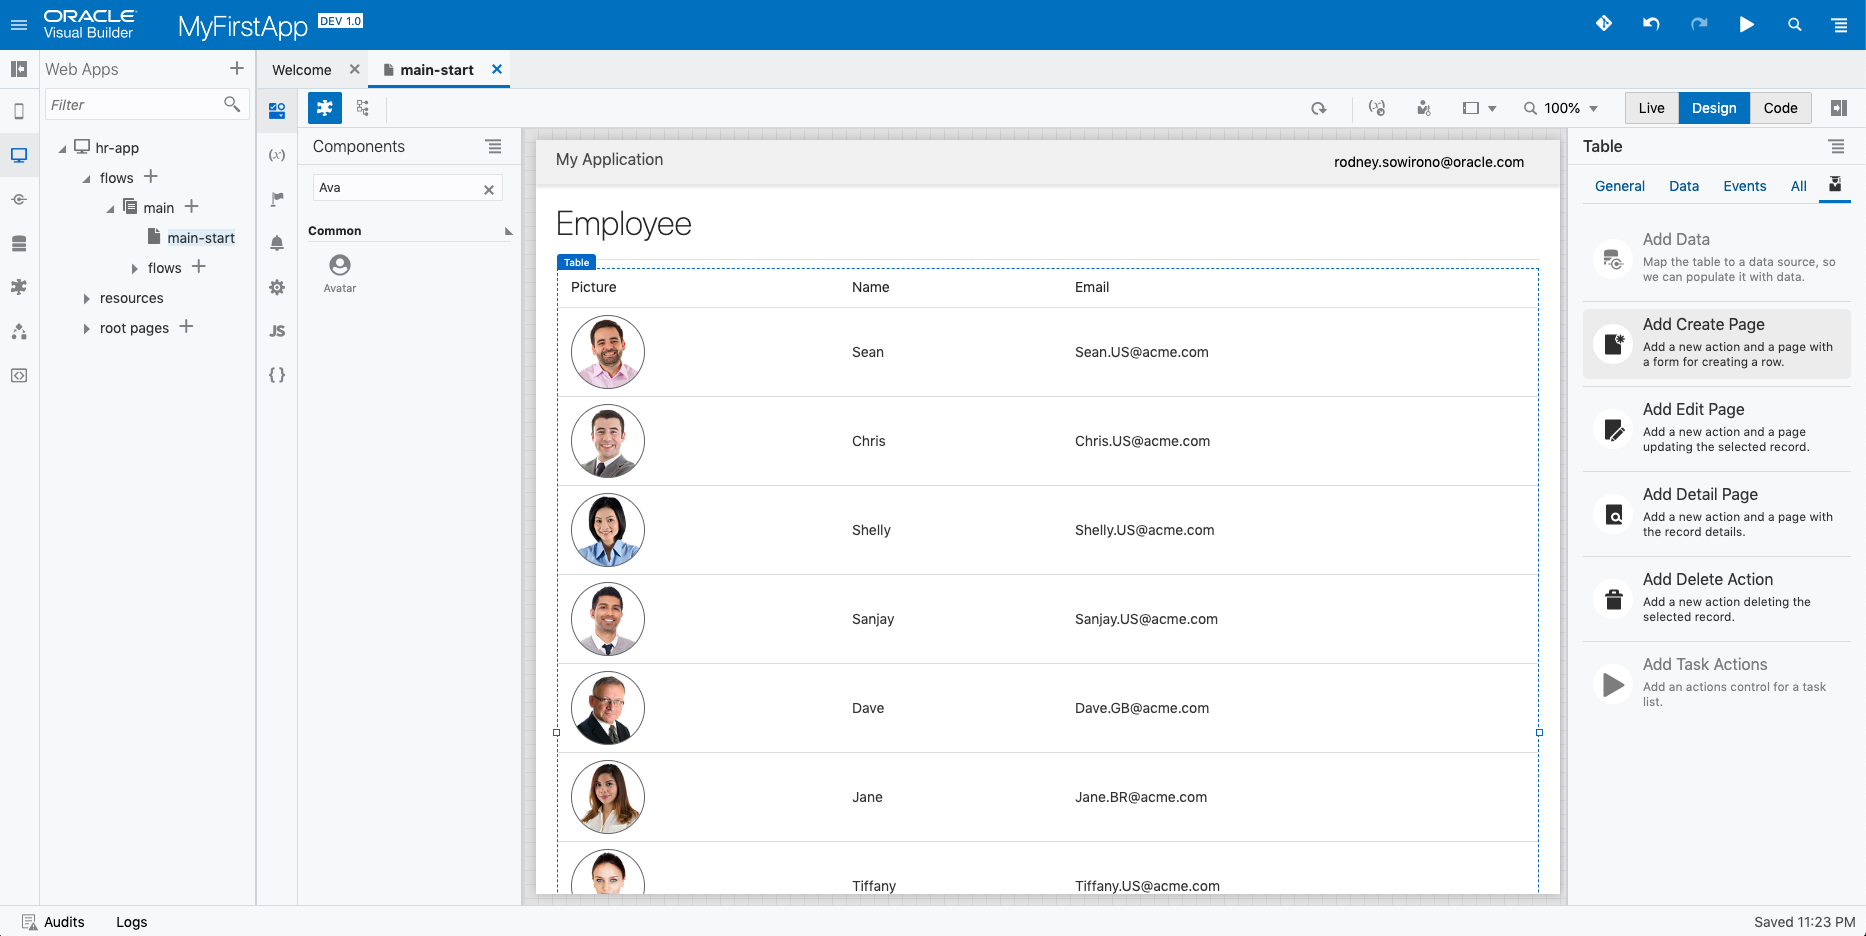 ORACLE
Visual Builder
MyFirstApp DEV 1.0
Web Apps
Filter
hr-app
flows
main
main-start
flows
resources
root pages
Welcome
main-start
100%
Live Design Code
Components
Ava
Common
Avatar
(x)
JS
{ }
My Application
rodney.sowirono@oracle.com
Employee
Table
Picture Name Email
Sean Sean.US@acme.com
Chris Chris.US@acme.com
Shelly Shelly.US@acme.com
Sanjay Sanjay.US@acme.com
Dave Dave.GB@acme.com
Jane Jane.BR@acme.com
Tiffany Tiffany.US@acme.com
Table
General Data Events All
Add Data
Map the table to a data source, so
we can populate it with data.
Add Create Page
Add a new action and a page with
a form for creating a row.
Add Edit Page
Add a new action and a page
updating the selected record.
Add Detail Page
Add a new action and a page with
the record details.
Add Delete Action
Add a new action deleting the
selected record.
Add Task Actions
Add an actions control for a task
list.
Audits Logs
Saved 11:23 PM